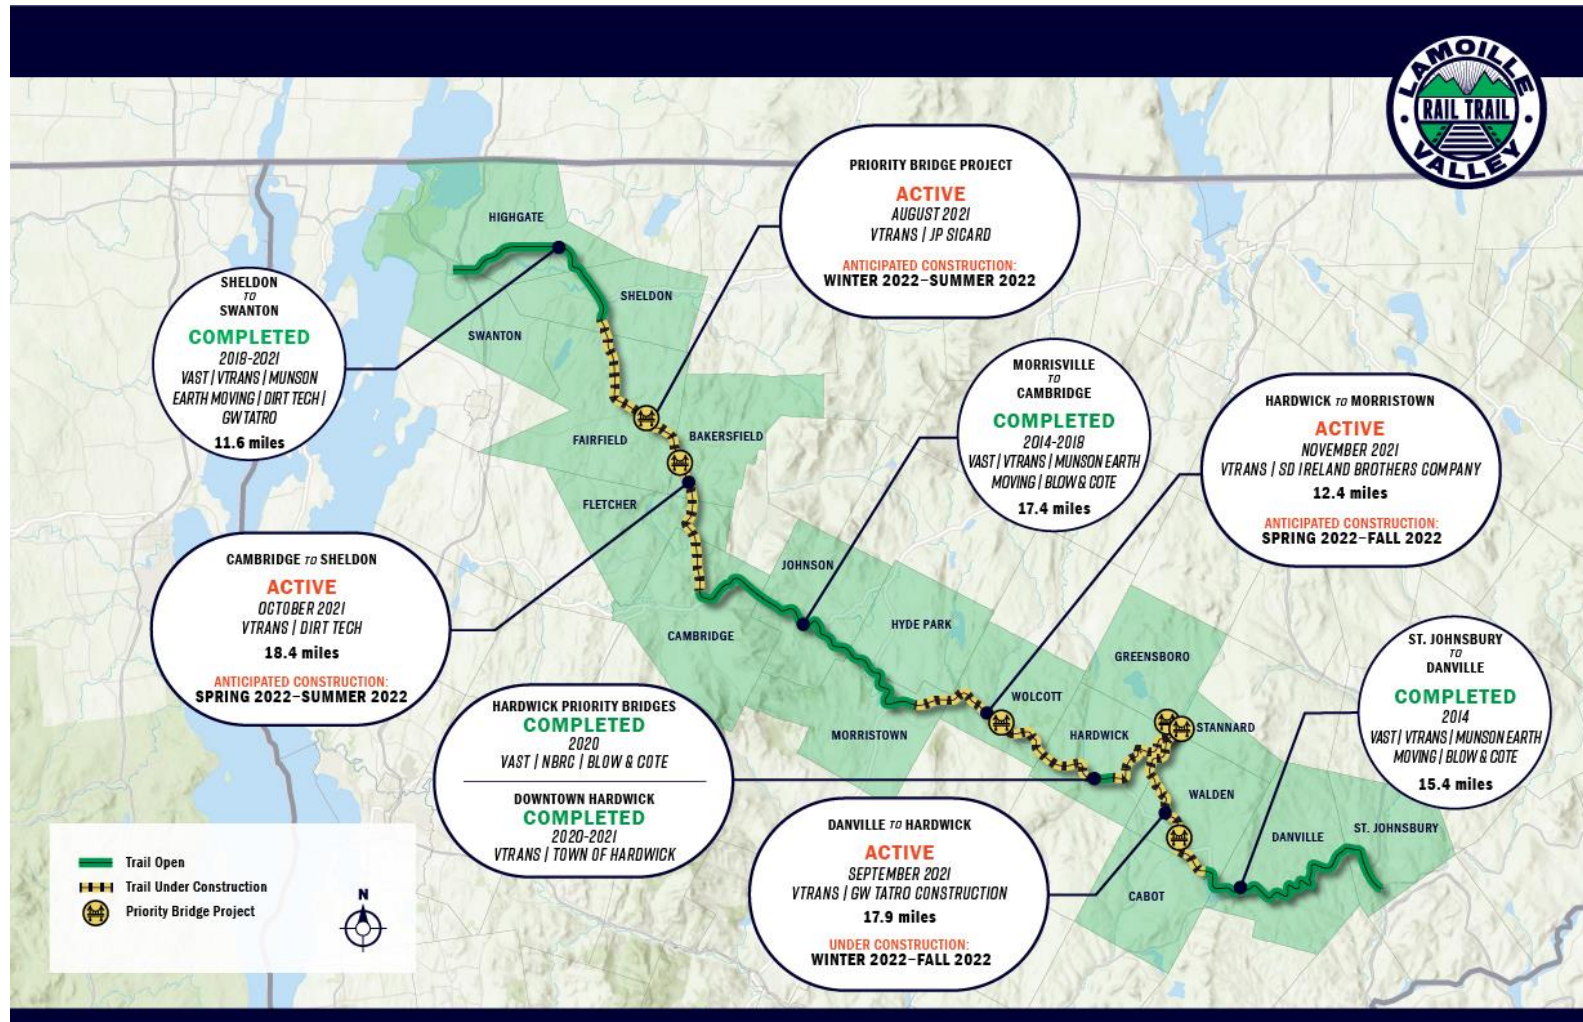 LAMOILLE
RAIL TRAIL
VALLEY
PRIORITY BRIDGE PROJECT
ACTIVE
AUGUST 2021
VTRANS | JP SICARD
ANTICIPATED CONSTRUCTION:
WINTER 2022–SUMMER 2022
HIGHGATE
SHELDON
SWANTON
SHELDON
TO
SWANTON
COMPLETED
2018-2021
VAST | VTRANS | MUNSON
EARTH MOVING | DIRT TECH |
GW TATRO
11.6 miles
MORRISVILLE
TO
CAMBRIDGE
COMPLETED
2014-2018
VAST | VTRANS | MUNSON EARTH
MOVING | BLOW & COTE
17.4 miles
HARDWICK TO MORRISTOWN
ACTIVE
NOVEMBER 2021
VTRANS | SD IRELAND BROTHERS COMPANY
12.4 miles
ANTICIPATED CONSTRUCTION:
SPRING 2022–FALL 2022
FAIRFIELD
BAKERSFIELD
FLETCHER
CAMBRIDGE TO SHELDON
ACTIVE
OCTOBER 2021
VTRANS | DIRT TECH
18.4 miles
ANTICIPATED CONSTRUCTION:
SPRING 2022–SUMMER 2022
JOHNSON
CAMBRIDGE
HYDE PARK
GREENSBORO
WOLCOTT
MORRISTOWN
HARDWICK
STANNARD
WALDEN
DANVILLE
ST. JOHNSBURY
CABOT
ST. JOHNSBURY
TO
DANVILLE
COMPLETED
2014
VAST | VTRANS | MUNSON EARTH
MOVING | BLOW & COTE
15.4 miles
HARDWICK PRIORITY BRIDGES
COMPLETED
2020
VAST | NBRC | BLOW & COTE
DOWNTOWN HARDWICK
COMPLETED
2020-2021
VTRANS | TOWN OF HARDWICK
DANVILLE TO HARDWICK
ACTIVE
SEPTEMBER 2021
VTRANS | GW TATRO CONSTRUCTION
17.9 miles
UNDER CONSTRUCTION:
WINTER 2022–FALL 2022
Trail Open
Trail Under Construction
Priority Bridge Project
N